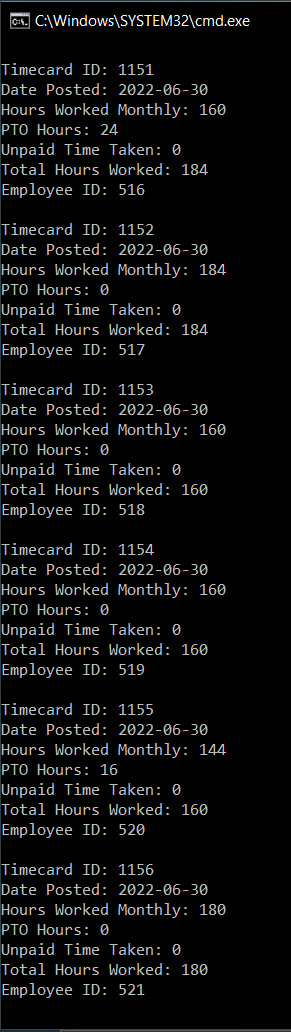 C:\Windows\SYSTEM32\cmd.exe
Timecard ID: 1151
Date Posted: 2022-06-30
Hours Worked Monthly: 160
PTO Hours: 24
Unpaid Time Taken: 0
Total Hours Worked: 184
Employee ID: 516
Timecard ID: 1152
Date Posted: 2022-06-30
Hours Worked Monthly: 184
PTO Hours: 0
Unpaid Time Taken: 0
Total Hours Worked: 184
Employee ID: 517
Timecard ID: 1153
Date Posted: 2022-06-30
Hours Worked Monthly: 160
PTO Hours: 0
Unpaid Time Taken: 0
Total Hours Worked: 160
Employee ID: 518
Timecard ID: 1154
Date Posted: 2022-06-30
Hours Worked Monthly: 160
PTO Hours: 0
Unpaid Time Taken: 0
Total Hours Worked: 160
Employee ID: 519
Timecard ID: 1155
Date Posted: 2022-06-30
Hours Worked Monthly: 144
PTO Hours: 16
Unpaid Time Taken: 0
Total Hours Worked: 160
Employee ID: 520
Timecard ID: 1156
Date Posted: 2022-06-30
Hours Worked Monthly: 180
PTO Hours: 0
Unpaid Time Taken: 0
Total Hours Worked: 180
Employee ID: 521